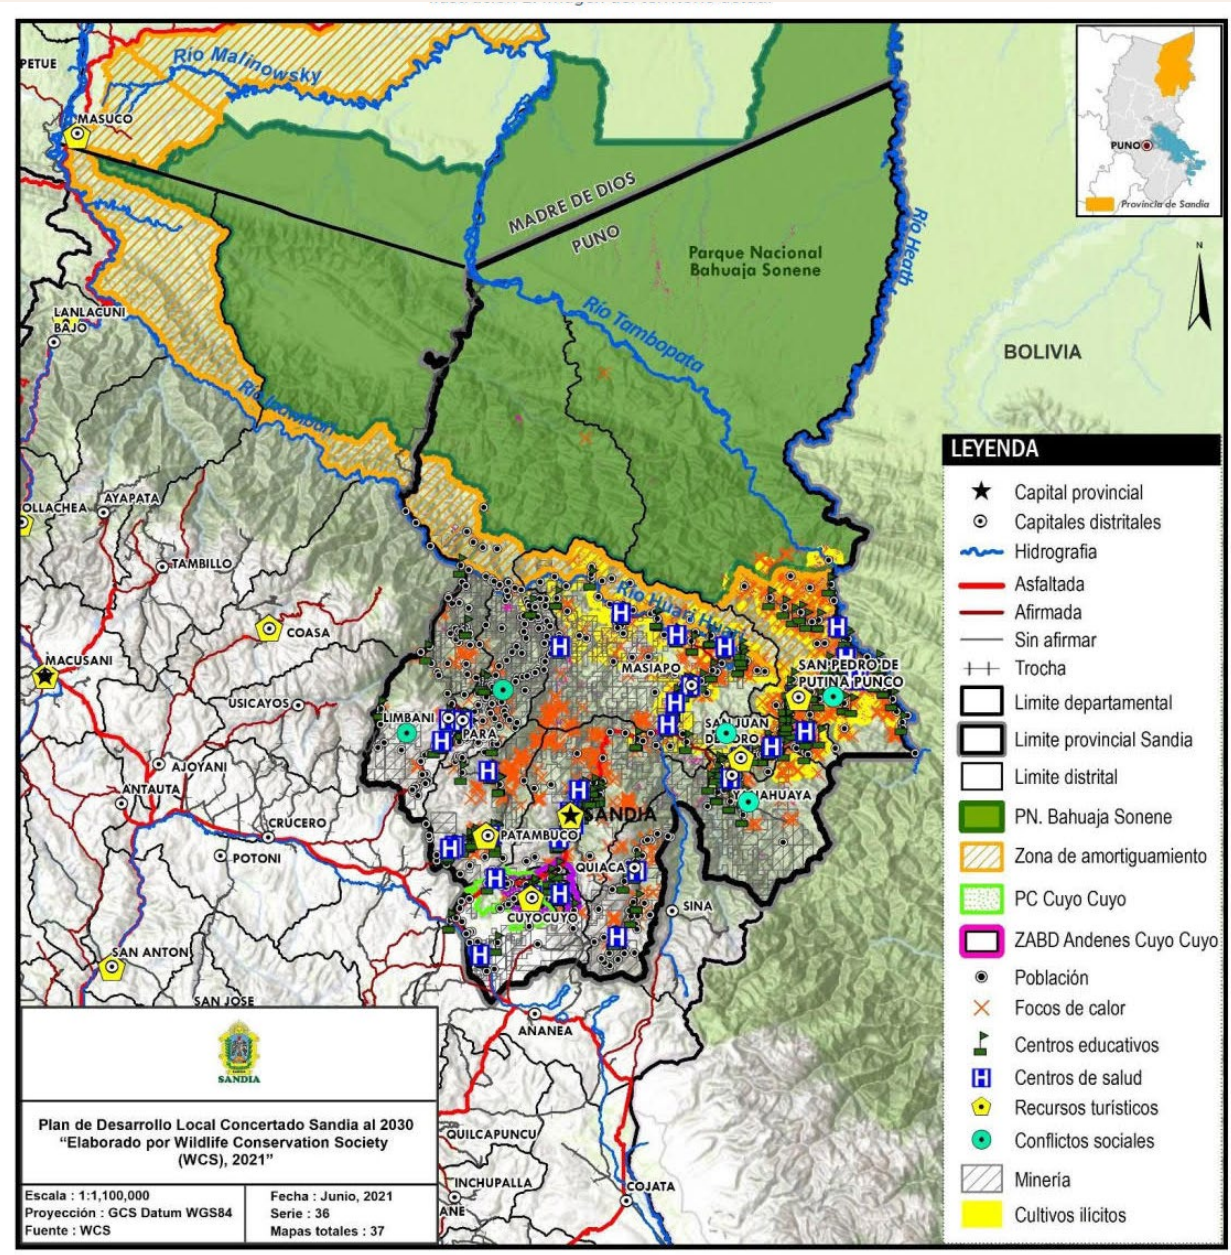 Río Malinowsky
PETUE
MASUCO
MADRE DE DIOS
PUNO
Parque Nacional
Bahuaja Sonene
Río Heath
Río Tambopata
BOLIVIA
LANLACUNI
BAJO
OLLACHEA
AYAPATA
TAMBILLO
COASA
MACUSANI
USICAYOS
LIMBANI
PARA
Río Huari Huari
MASIAPO
SAN PEDRO DE
PUTINA PUNCO
SAN JUAN
DEL ORO
YANAHUAYA
AJOYANI
ANTAUTA
CRUCERO
POTONI
SANDIA
PATAMBUCO
QUIACA
CUYOCUYO
SINA
SAN ANTON
SAN JOSE
ANANEA
QUILCAPUNCU
INCHUPALLA
ANE
COJATA
PUNO
Provincia de Sandia
N
LEYENDA
Capital provincial
Capitales distritales
Hidrografia
Asfaltada
Afirmada
Sin afirmar
Trocha
Limite departamental
Limite provincial Sandia
Limite distrital
PN. Bahuaja Sonene
Zona de amortiguamiento
PC Cuyo Cuyo
ZABD Andenes Cuyo Cuyo
Población
Focos de calor
Centros educativos
H Centros de salud
Recursos turísticos
Conflictos sociales
Minería
Cultivos ilícitos
SANDIA
Plan de Desarrollo Local Concertado Sandia al 2030
“Elaborado por Wildlife Conservation Society
(WCS), 2021”
Escala : 1:1,100,000
Proyección : GCS Datum WGS84
Fuente : WCS
Fecha : Junio, 2021
Serie : 36
Mapas totales : 37